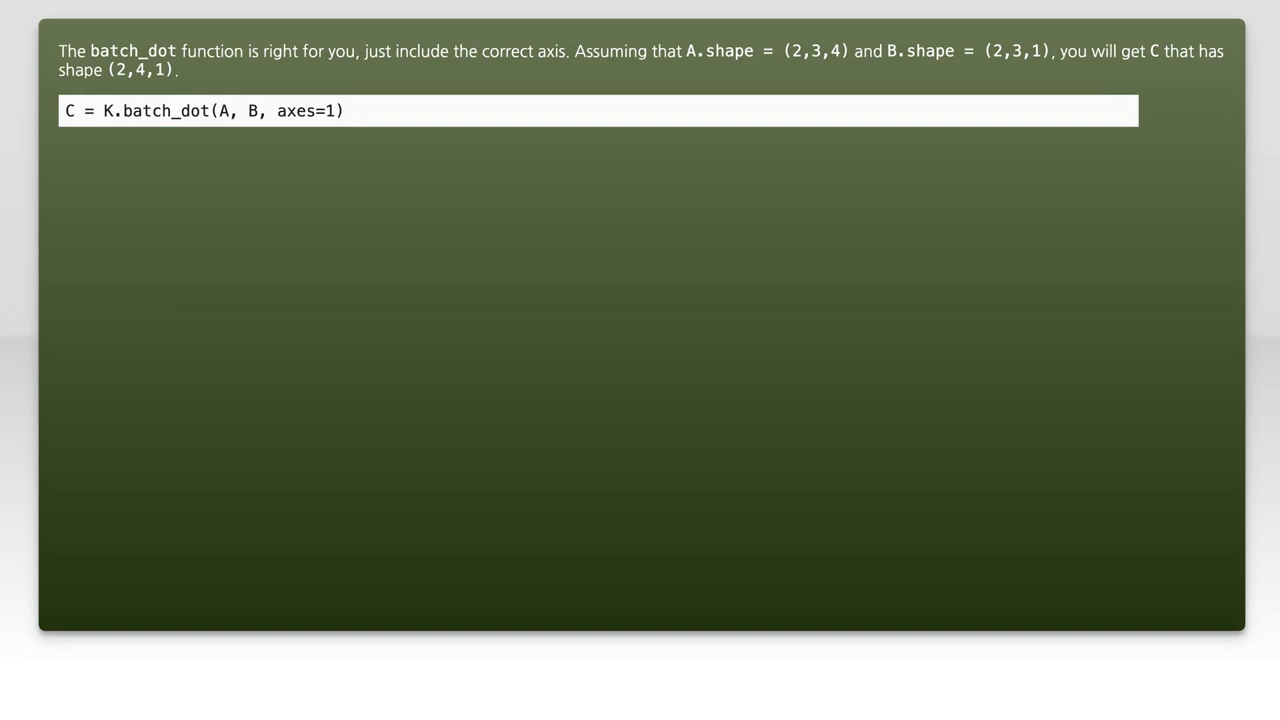 The batch_dot function is right for you, just include the correct axis. Assuming that A.shape = (2,3,4) and B.shape = (2,3,1), you will get C that has
shape (2,4,1).
C = K.batch_dot(A, B, axes=1)